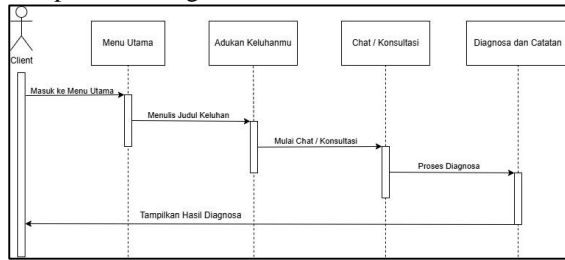 Menu Utama
Adukan Keluhanmu
Chat / Konsultasi
Diagnosa dan Catatan
Client
Masuk ke Menu Utama
Menulis Judul Keluhan
Mulai Chat / Konsultasi
Proses Diagnosa
Tampilkan Hasil Diagnosa